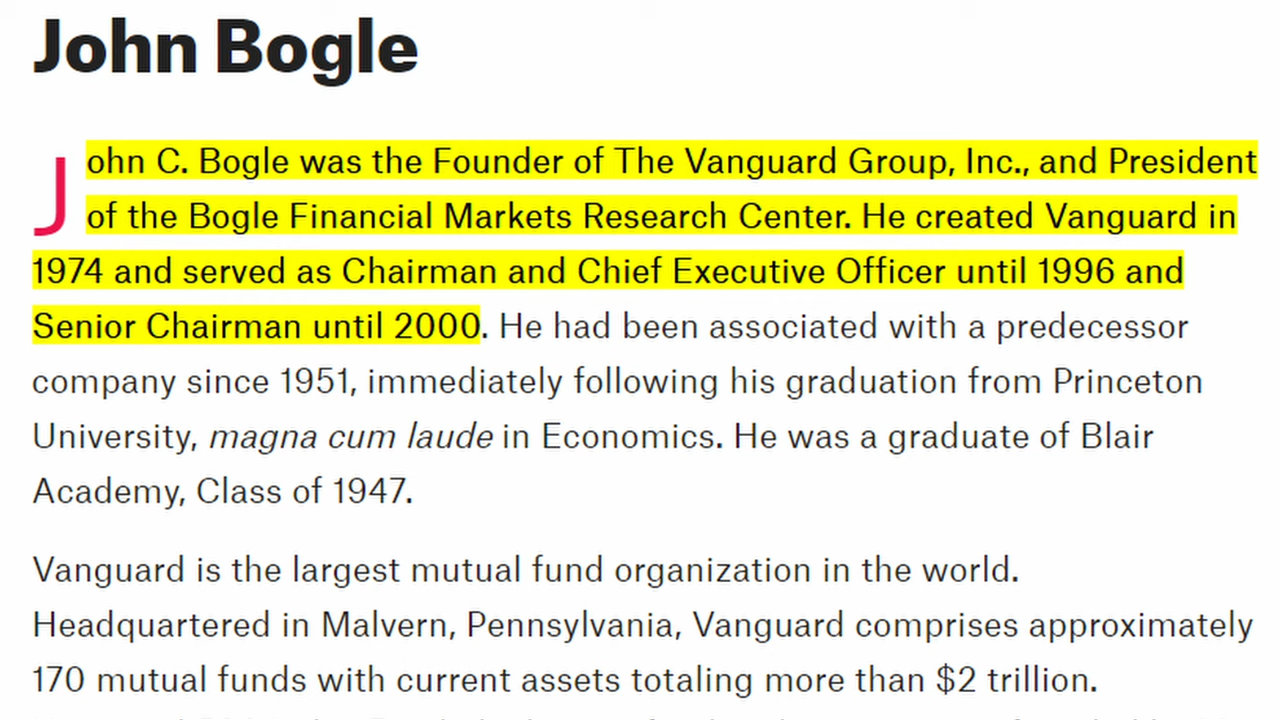 John Bogle
John C. Bogle was the Founder of The Vanguard Group, Inc., and President
of the Bogle Financial Markets Research Center. He created Vanguard in
1974 and served as Chairman and Chief Executive Officer until 1996 and
Senior Chairman until 2000. He had been associated with a predecessor
company since 1951, immediately following his graduation from Princeton
University, magna cum laude in Economics. He was a graduate of Blair
Academy, Class of 1947.
Vanguard is the largest mutual fund organization in the world.
Headquartered in Malvern, Pennsylvania, Vanguard comprises approximately
170 mutual funds with current assets totaling more than $2 trillion.